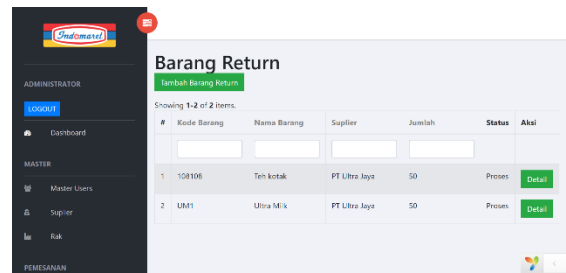 Indomaret
ADMINISTRATOR
LOGOUT
Dashboard
MASTER
Master Users
Suplier
Rak
PEMESANAN
Barang Return
Tambah Barang Return
Showing 1-2 of 2 items.
# Kode Barang Nama Barang Suplier Jumlah Status Aksi
1 108108 Teh kotak PT Ultra Jaya 50 Proses Detail
2 UM1 Ultra Milk PT Ultra Jaya 50 Proses Detail